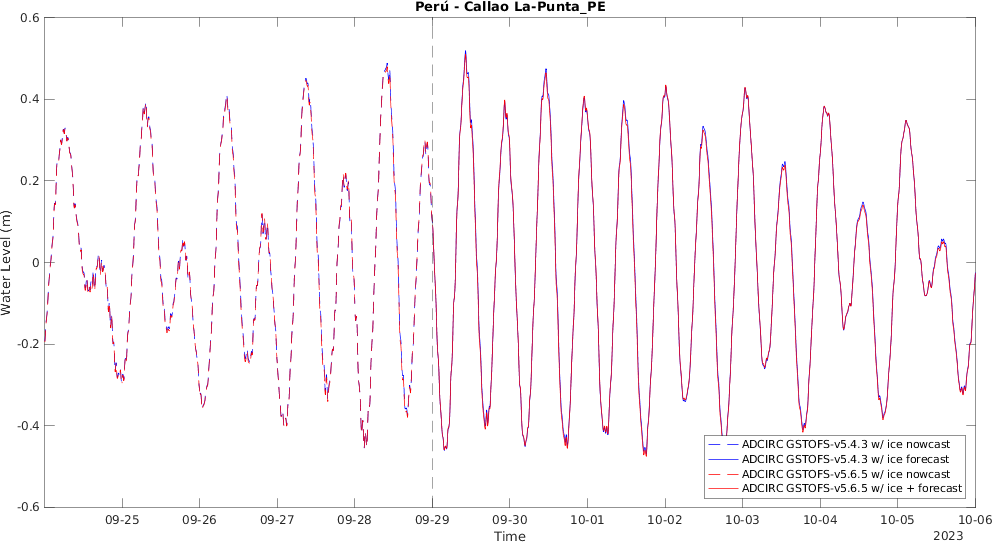 Perú - Callao La-Punta_PE
0.6
0.4
0.2
0
-0.2
-0.4
-0.6
Water Level (m)
ADCIRC GSTOFS-v5.4.3 w/ ice nowcast
ADCIRC GSTOFS-v5.4.3 w/ ice forecast
ADCIRC GSTOFS-v5.6.5 w/ ice nowcast
ADCIRC GSTOFS-v5.6.5 w/ ice + forecast
09-25 09-26 09-27 09-28 09-29 09-30 10-01 10-02 10-03 10-04 10-05 10-06
Time
2023